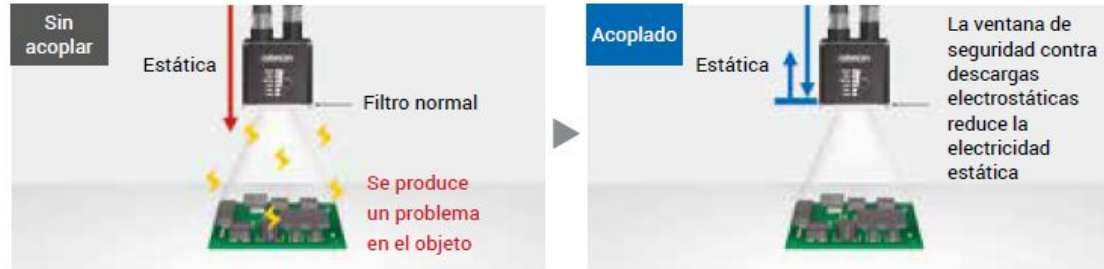 Sin
acoplar
Estática
Filtro normal
Se produce
un problema
en el objeto
Acoplado
Estática
La ventana de
seguridad contra
descargas
electrostáticas
reduce la
electricidad
estática